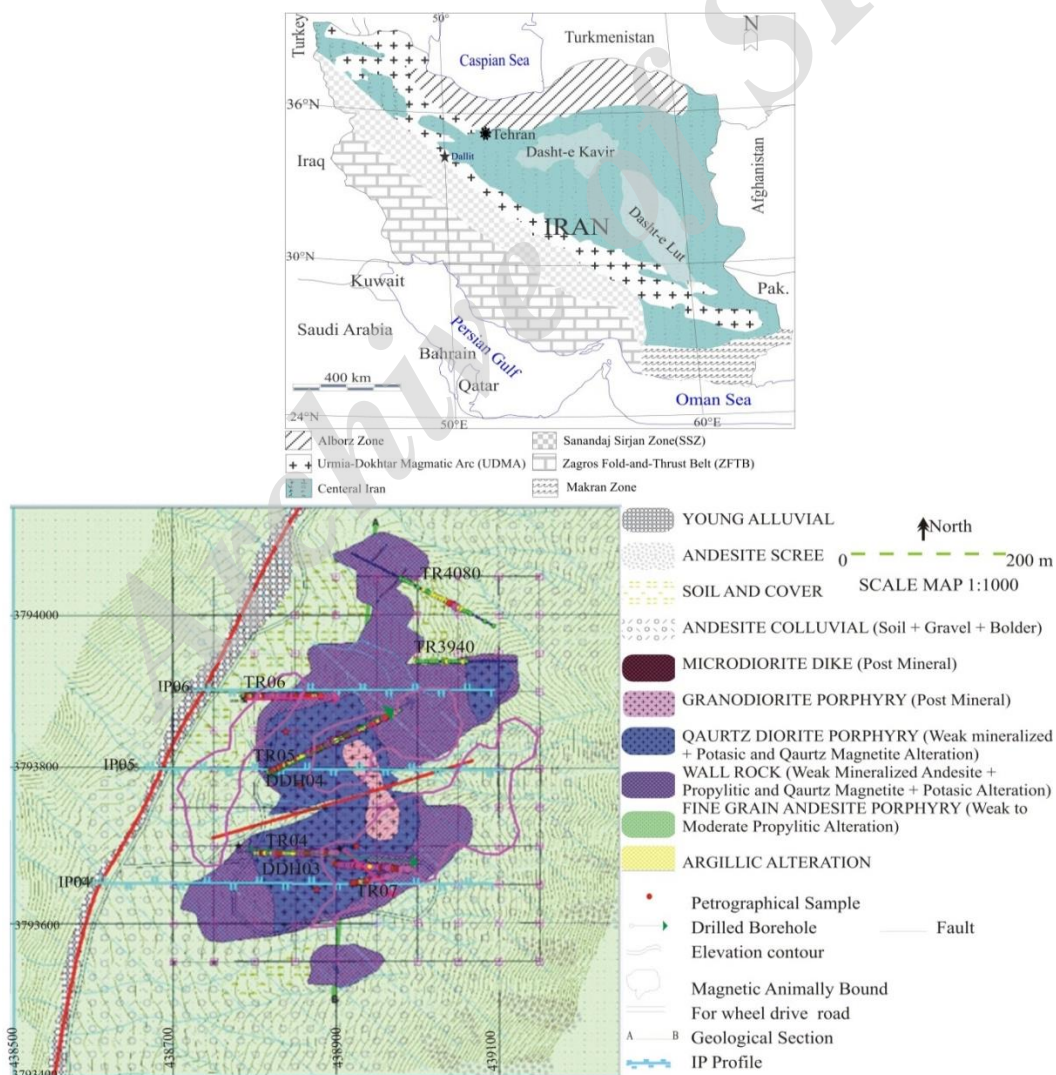 Archive of S
50°
N
Turkey
Caspian Sea
Turkmenistan
36°N
Tehran
Dallit
Dasht-e Kavir
Iraq
Afghanistan
IRAN
Dasht-e Lut
30°N
Kuwait
Pak.
Saudi Arabia
Persian Gulf
Bahrain
400 km
Qatar
Oman Sea
24°N
50°E
60°E
Alborz Zone
Sanandaj Sirjan Zone(SSZ)
Urmia-Dokhtar Magmatic Arc (UDMA)
Zagros Fold-and-Thrust Belt (ZFTB)
Centeral Iran
Makran Zone
A
TR4080
3794000
TR3940
IP06
TR06
TR05
IP05
3793800
DDH04
TR04
DDH03
IP04
TR07
3793600
B
438500
438700
438900
439100
3793400
YOUNG ALLUVIAL
North
ANDESITE SCREE
0 200 m
SOIL AND COVER
SCALE MAP 1:1000
ANDESITE COLLUVIAL (Soil + Gravel + Bolder)
MICRODIORITE DIKE (Post Mineral)
GRANODIORITE PORPHYRY (Post Mineral)
QAURTZ DIORITE PORPHYRY (Weak mineralized
+ Potasic and Qaurtz Magnetite Alteration)
WALL ROCK (Weak Mineralized Andesite +
Propylitic and Qaurtz Magnetite + Potasic Alteration)
FINE GRAIN ANDESITE PORPHYRY (Weak to
Moderate Propylitic Alteration)
ARGILLIC ALTERATION
Petrographical Sample
Drilled Borehole
Fault
Elevation contour
Magnetic Animally Bound
For wheel drive road
A B Geological Section
IP Profile